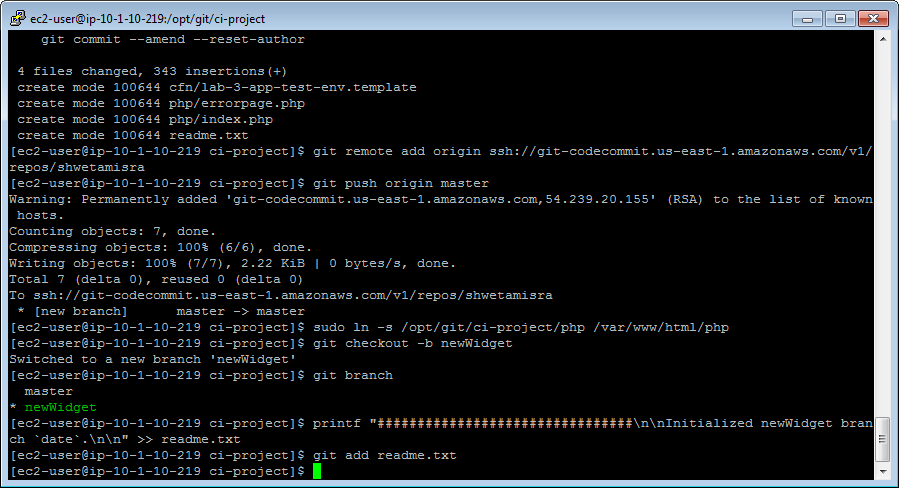 ec2-user@ip-10-1-10-219:/opt/git/ci-project
    git commit --amend --reset-author

 4 files changed, 343 insertions(+)
 create mode 100644 cfn/lab-3-app-test-env.template
 create mode 100644 php/errorpage.php
 create mode 100644 php/index.php
 create mode 100644 readme.txt
[ec2-user@ip-10-1-10-219 ci-project]$ git remote add origin ssh://git-codecommit.us-east-1.amazonaws.com/v1/
repos/shwetamisra
[ec2-user@ip-10-1-10-219 ci-project]$ git push origin master
Warning: Permanently added 'git-codecommit.us-east-1.amazonaws.com,54.239.20.155' (RSA) to the list of known
 hosts.
Counting objects: 7, done.
Compressing objects: 100% (6/6), done.
Writing objects: 100% (7/7), 2.22 KiB | 0 bytes/s, done.
Total 7 (delta 0), reused 0 (delta 0)
To ssh://git-codecommit.us-east-1.amazonaws.com/v1/repos/shwetamisra
 * [new branch]      master -> master
[ec2-user@ip-10-1-10-219 ci-project]$ sudo ln -s /opt/git/ci-project/php /var/www/html/php
[ec2-user@ip-10-1-10-219 ci-project]$ git checkout -b newWidget
Switched to a new branch 'newWidget'
[ec2-user@ip-10-1-10-219 ci-project]$ git branch
  master
* newWidget
[ec2-user@ip-10-1-10-219 ci-project]$ printf "################################\n\nInitialized newWidget bran
ch `date`.\n\n" >> readme.txt
[ec2-user@ip-10-1-10-219 ci-project]$ git add readme.txt
[ec2-user@ip-10-1-10-219 ci-project]$